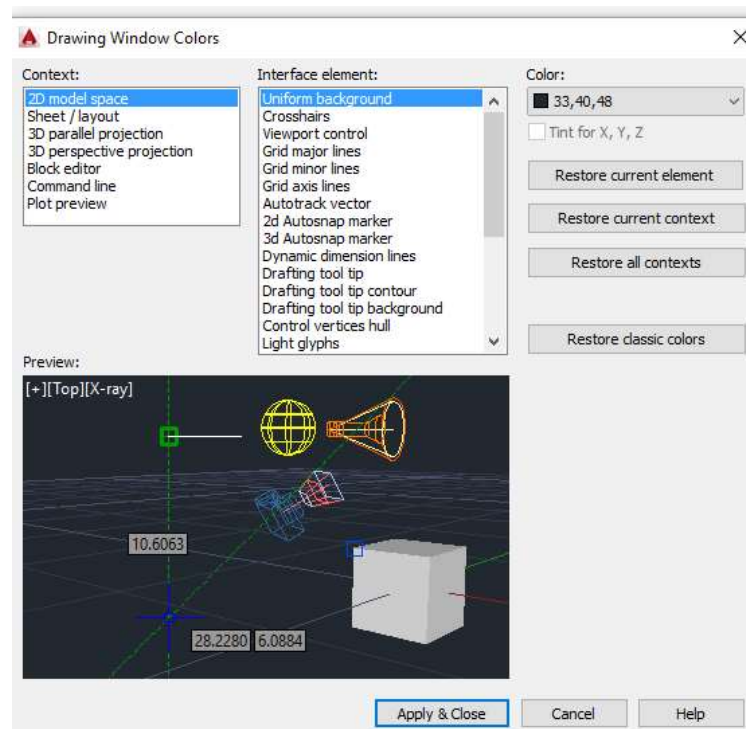 Drawing Window Colors
Context:
2D model space
Sheet / layout
3D parallel projection
3D perspective projection
Block editor
Command line
Plot preview
Interface element:
Uniform background
Crosshairs
Viewport control
Grid major lines
Grid minor lines
Grid axis lines
Autotrack vector
2d Autosnap marker
3d Autosnap marker
Dynamic dimension lines
Drafting tool tip
Drafting tool tip contour
Drafting tool tip background
Control vertices hull
Light glyphs
Color:
33,40,48
Tint for X, Y, Z
Restore current element
Restore current context
Restore all contexts
Restore classic colors
Preview:
[+][Top][X-ray]
10.6063
28.2280 6.0884
Apply & Close
Cancel
Help